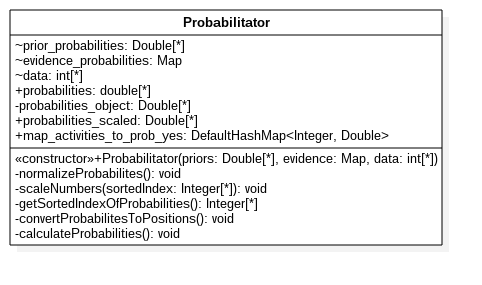 Probabilitator
~prior_probabilities: Double[*]
~evidence_probabilities: Map
~data: int[*]
+probabilities: double[*]
-probabilities_object: Double[*]
+probabilities_scaled: Double[*]
+map_activities_to_prob_yes: DefaultHashMap<Integer, Double>
«constructor»+Probabilitator(priors: Double[*], evidence: Map, data: int[*])
-normalizeProbabilites(): void
-scaleNumbers(sortedIndex: Integer[*]): void
-getSortedIndexOfProbabilities(): Integer[*]
-convertProbabilitesToPositions(): void
-calculateProbabilities(): void